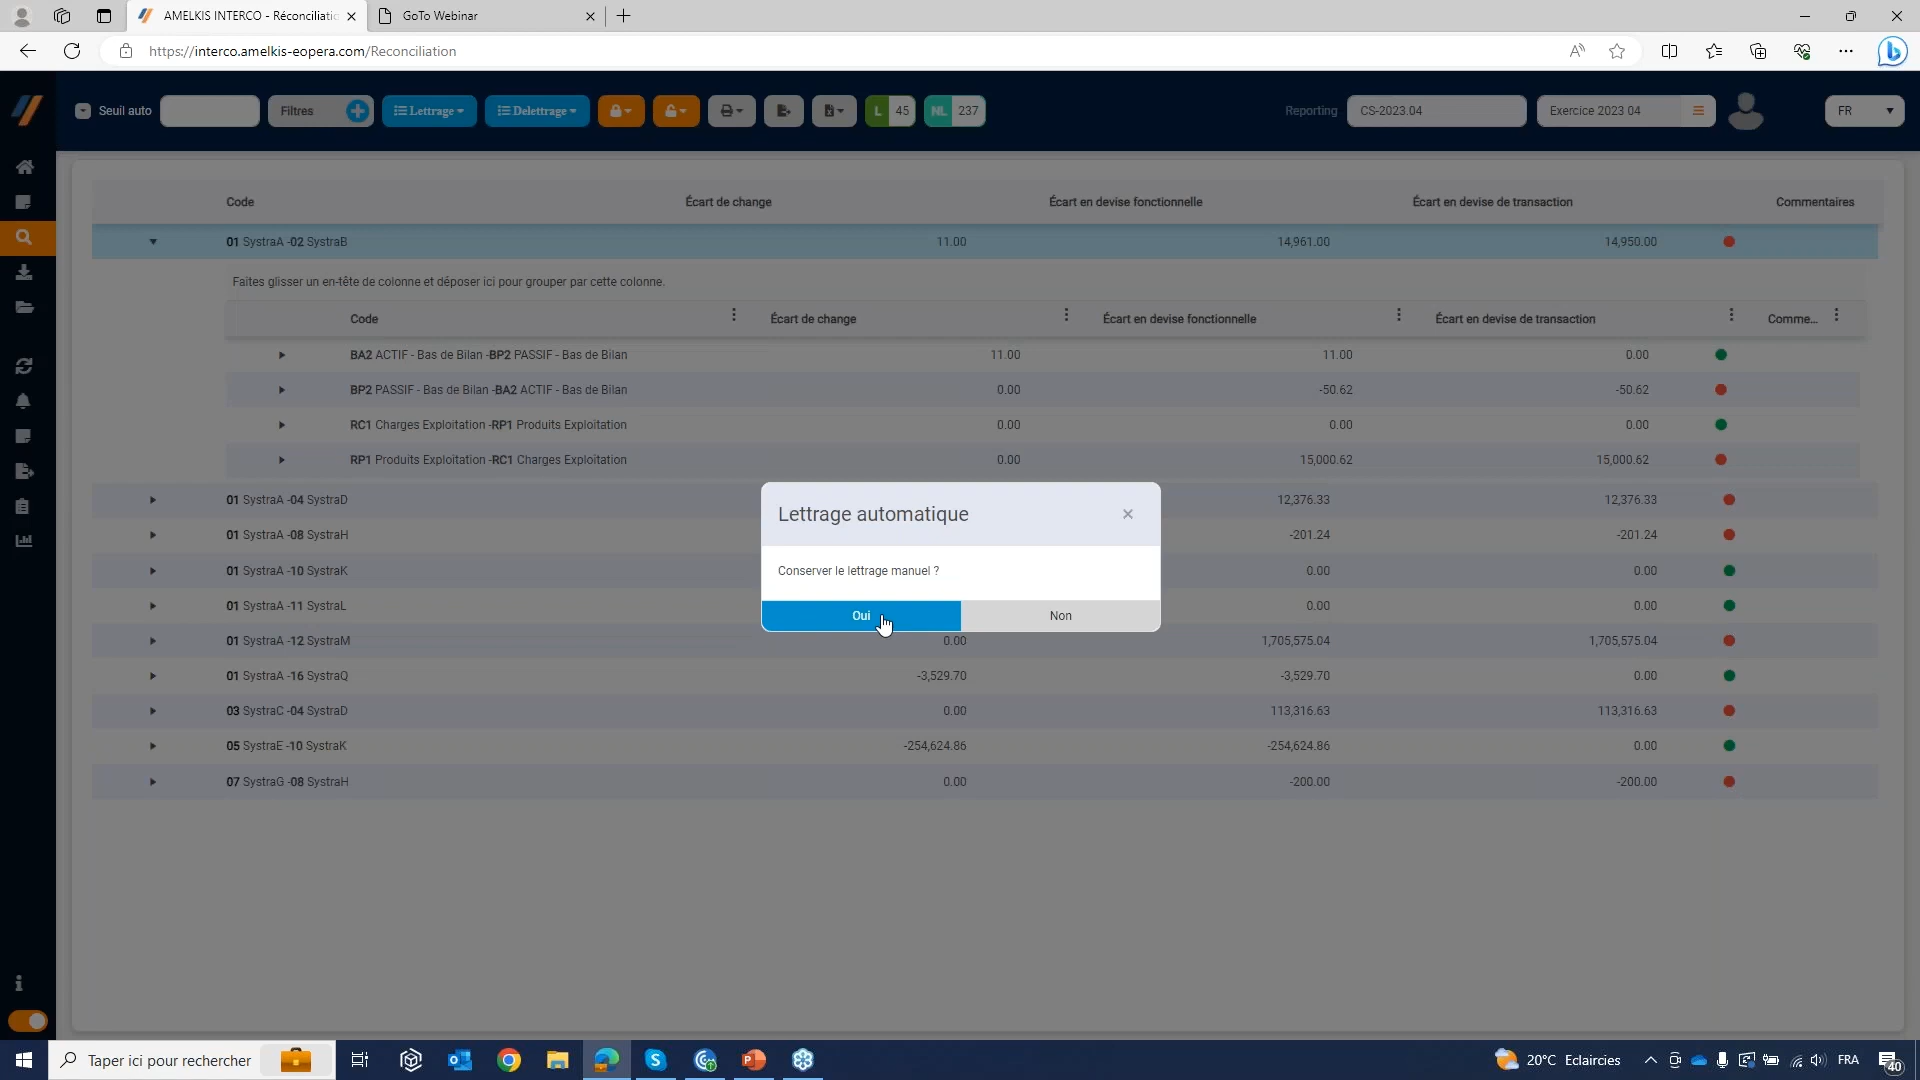 AMELKIS INTERCO - Réconciliatio
GoTo Webinar
https://interco.amelkis-eopera.com/Reconciliation
Seuil auto
Filtres
Lettrage
Delettrage
L 45
NL 237
Reporting
CS-2023.04
Exercice 2023 04
FR
Code Écart de change Écart en devise fonctionnelle Écart en devise de transaction Commentaires
01 SystraA -02 SystraB 11.00 14,961.00 14,950.00
Faites glisser un en-tête de colonne et déposer ici pour grouper par cette colonne.
Code Écart de change Écart en devise fonctionnelle Écart en devise de transaction Comme...
BA2 ACTIF - Bas de Bilan -BP2 PASSIF - Bas de Bilan 11.00 11.00 0.00
BP2 PASSIF - Bas de Bilan -BA2 ACTIF - Bas de Bilan 0.00 -50.62 -50.62
RC1 Charges Exploitation -RP1 Produits Exploitation 0.00 0.00 0.00
RP1 Produits Exploitation -RC1 Charges Exploitation 0.00 15,000.62 15,000.62
01 SystraA -04 SystraD 12,376.33 12,376.33
01 SystraA -08 SystraH -201.24 -201.24
01 SystraA -10 SystraK 0.00 0.00
01 SystraA -11 SystraL 0.00 0.00
01 SystraA -12 SystraM 0.00 1,705,575.04 1,705,575.04
01 SystraA -16 SystraQ -3,529.70 -3,529.70 0.00
03 SystraC -04 SystraD 0.00 113,316.63 113,316.63
05 SystraE -10 SystraK -254,624.86 -254,624.86 0.00
07 SystraG -08 SystraH 0.00 -200.00 -200.00
Lettrage automatique
Conserver le lettrage manuel ?
Oui Non
Taper ici pour rechercher
20°C Eclaircies
FRA
40